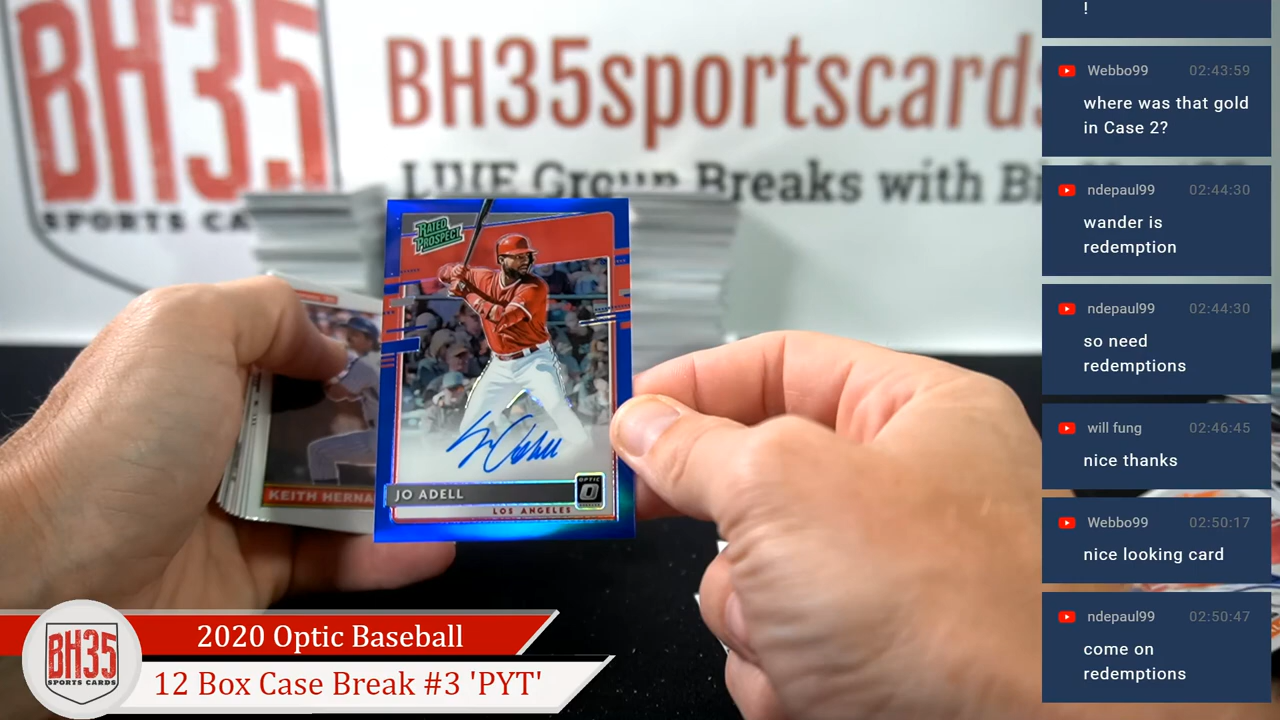 BH35
SPORTS CA
BH35sportscards
LIVE Group Breaks with B
RATED
PROSPECT
KEITH HERNA
JO ADELL
OPTIC
LOS ANGELES
BH35
SPORTS CARDS
2020 Optic Baseball
12 Box Case Break #3 'PYT'
!
Webbo99 02:43:59
where was that gold
in Case 2?
ndepaul99 02:44:30
wander is
redemption
ndepaul99 02:44:30
so need
redemptions
will fung 02:46:45
nice thanks
Webbo99 02:50:17
nice looking card
ndepaul99 02:50:47
come on
redemptions